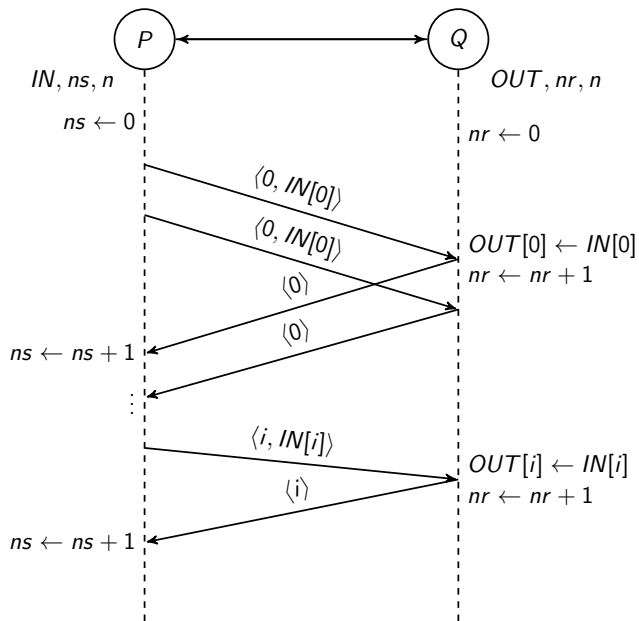 P
Q
IN, ns, n
OUT, nr, n
ns ← 0
nr ← 0
⟨0, IN[0]⟩
⟨0, IN[0]⟩
OUT[0] ← IN[0]
nr ← nr + 1
⟨0⟩
⟨0⟩
ns ← ns + 1
⋮
⟨i, IN[i]⟩
OUT[i] ← IN[i]
nr ← nr + 1
⟨i⟩
ns ← ns + 1